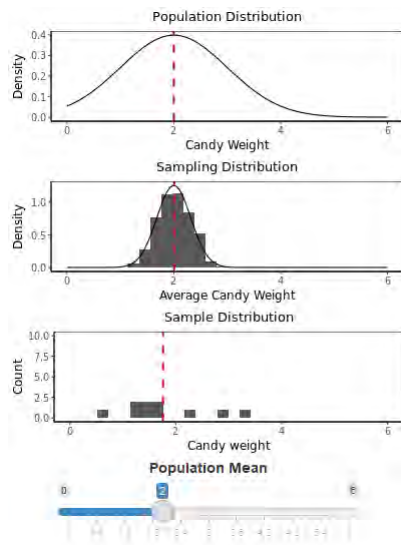 Population Distribution
0.4
0.3
0.2
0.1
0.0
Density
0 2 4 6
Candy Weight
Sampling Distribution
1.0
0.5
0.0
Density
0 2 4 6
Average Candy Weight
Sample Distribution
10.0
7.5
5.0
2.5
0.0
Count
0 2 4 6
Candy weight
Population Mean
0 2 6